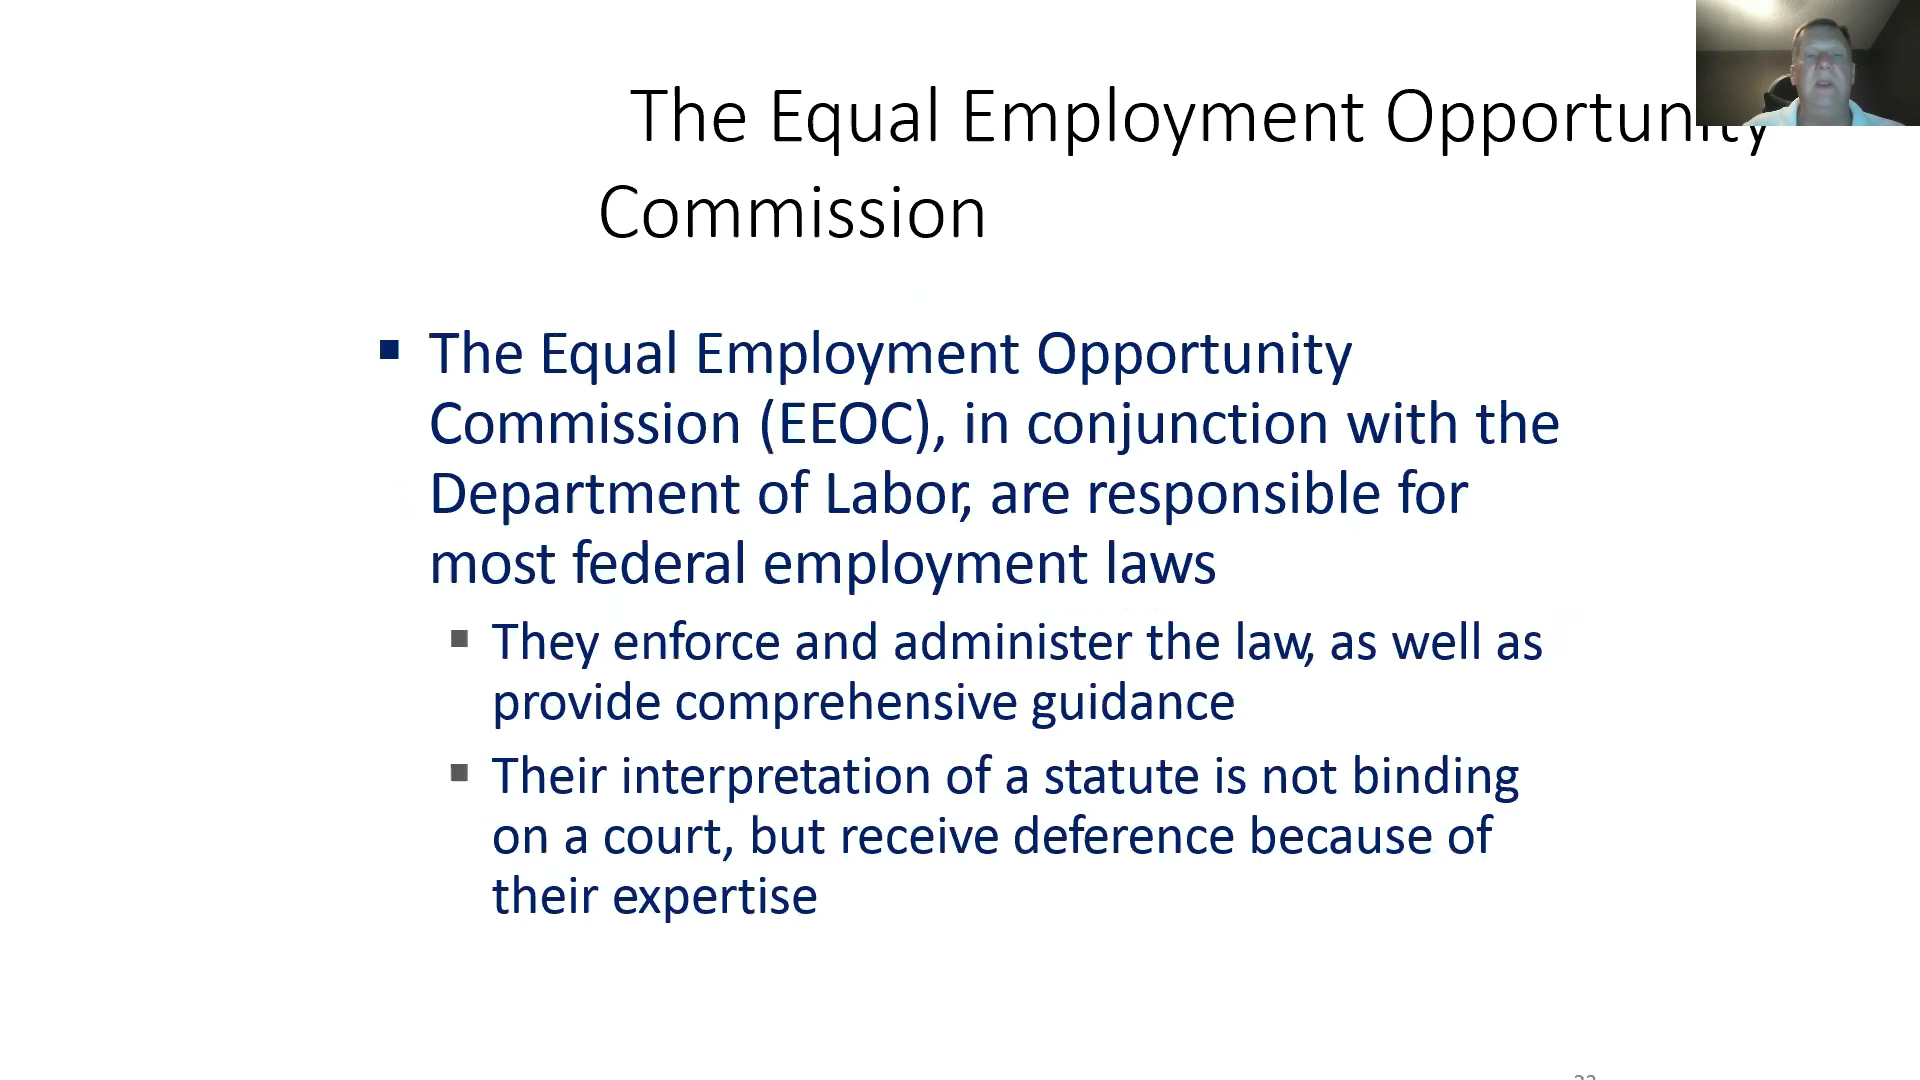 The Equal Employment Opportunity
Commission
▪ The Equal Employment Opportunity
Commission (EEOC), in conjunction with the
Department of Labor, are responsible for
most federal employment laws
▪ They enforce and administer the law, as well as
provide comprehensive guidance
▪ Their interpretation of a statute is not binding
on a court, but receive deference because of
their expertise